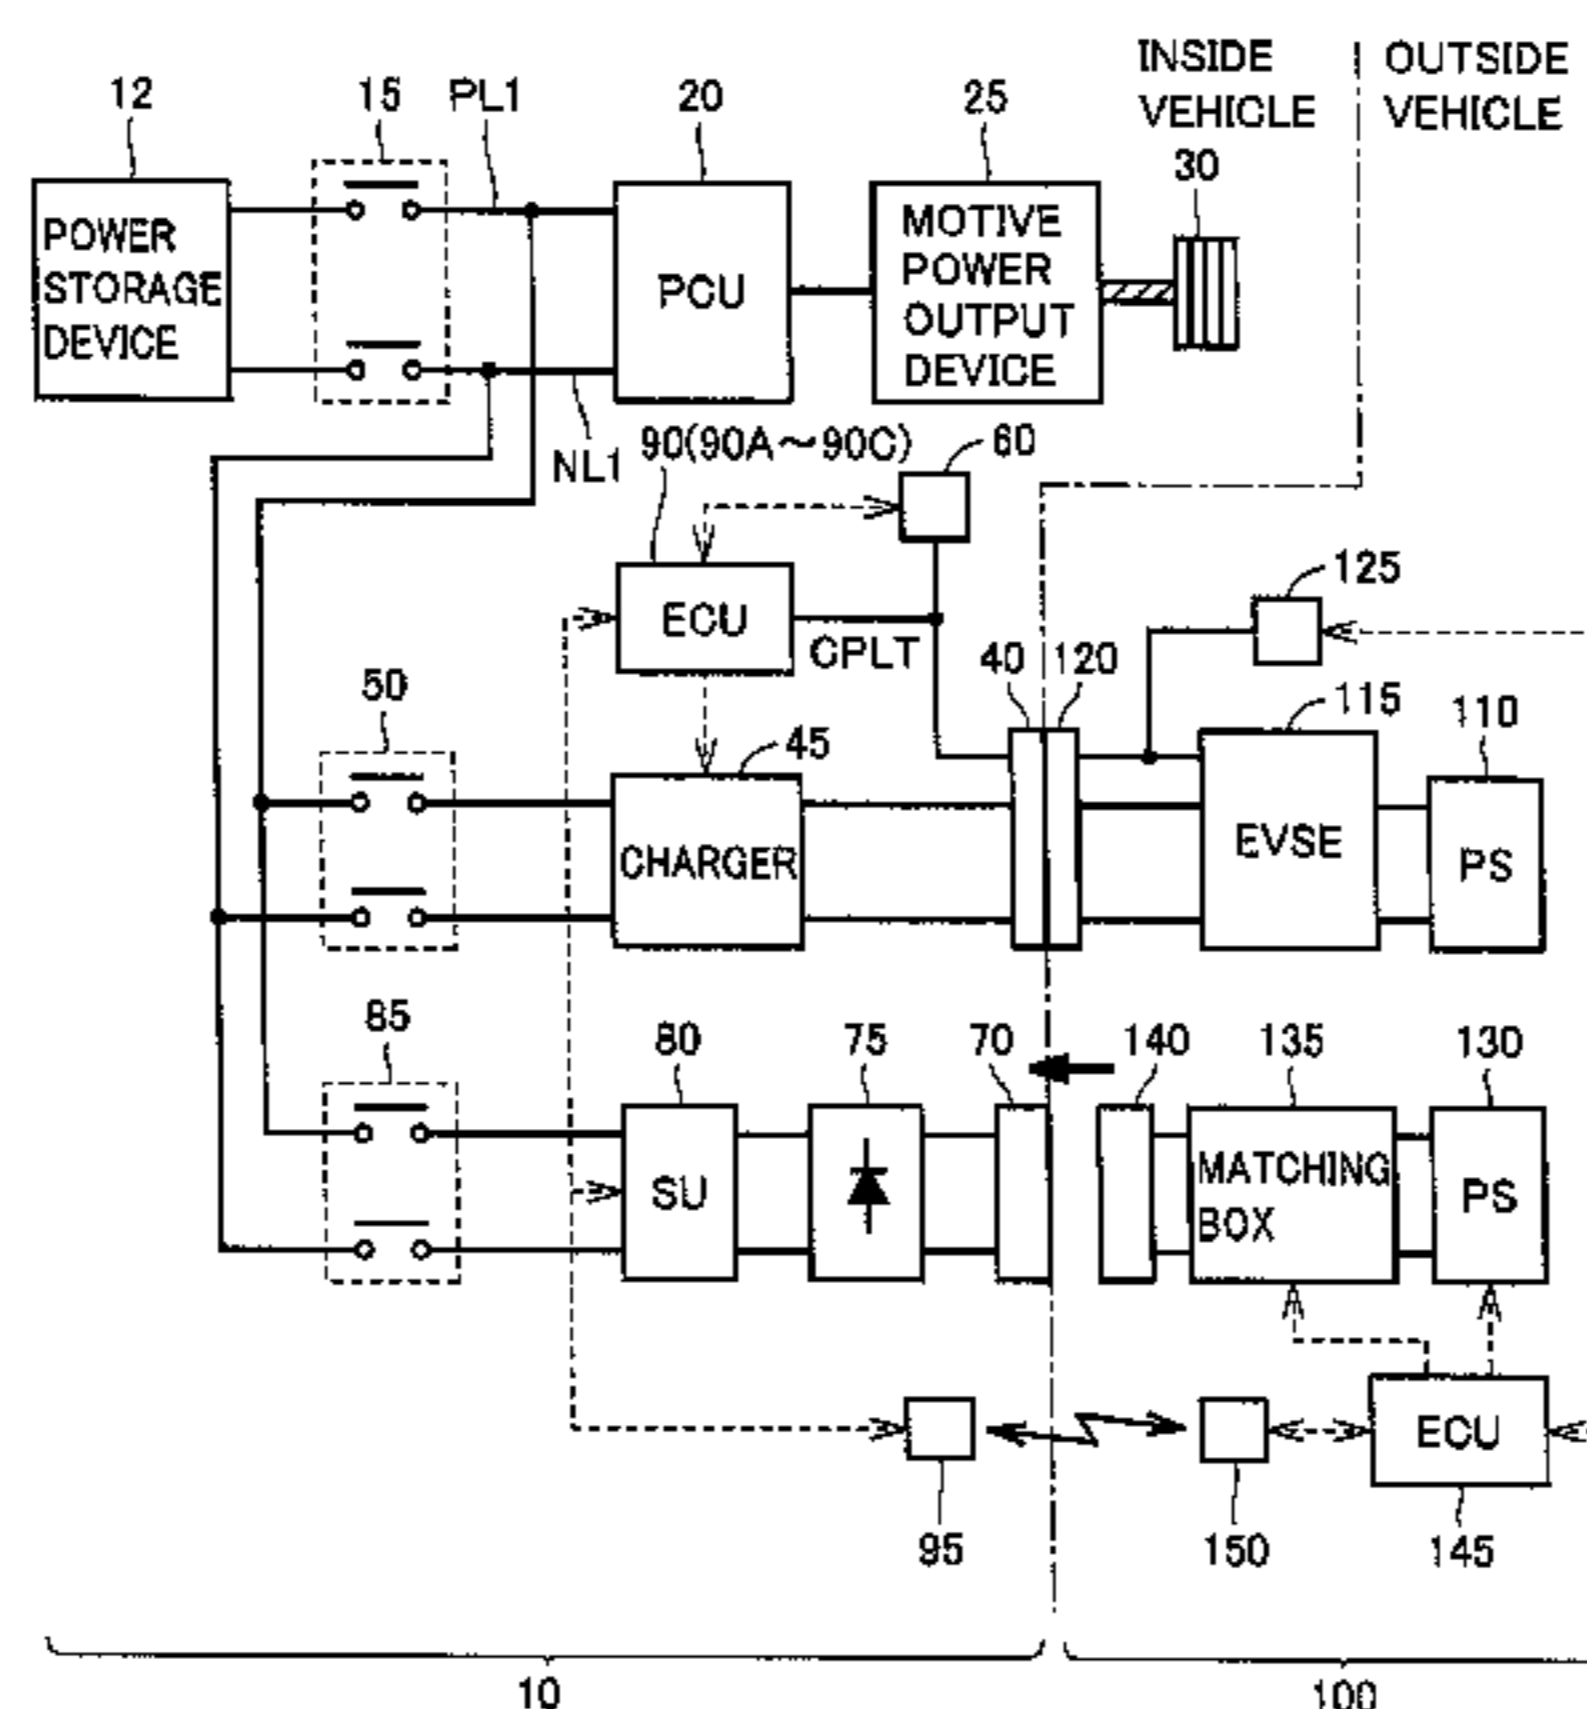 INSIDE
VEHICLE
OUTSIDE
VEHICLE
12
15
PL1
20
25
30
POWER
STORAGE
DEVICE
PCU
MOTIVE
POWER
OUTPUT
DEVICE
NL1
90(90A～90C)
60
ECU
CPLT
125
40
120
50
45
115
110
CHARGER
EVSE
PS
85
80
75
70
140
135
130
SU
MATCHING
BOX
PS
ECU
95
150
145
10
100